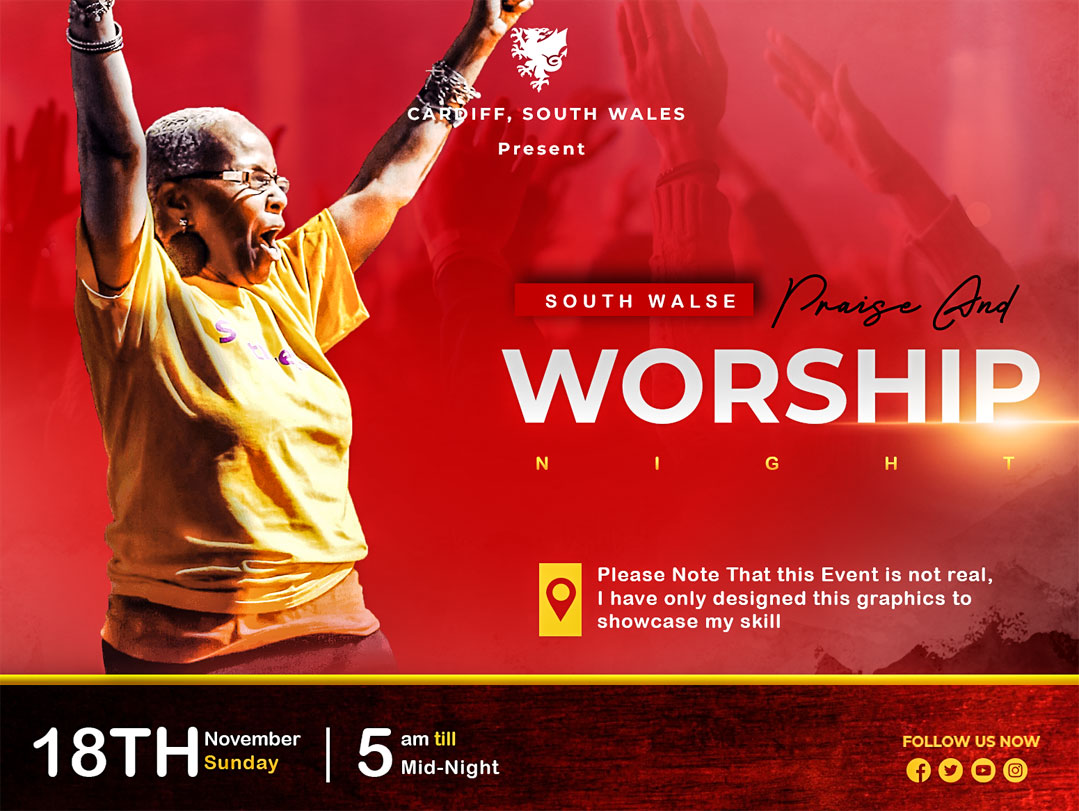 CARDIFF, SOUTH WALES
Present
SOUTH WALSE
Praise And
WORSHIP
NIGHT
Please Note That this Event is not real,
I have only designed this graphics to
showcase my skill
18TH November
Sunday
5 am till
Mid-Night
FOLLOW US NOW